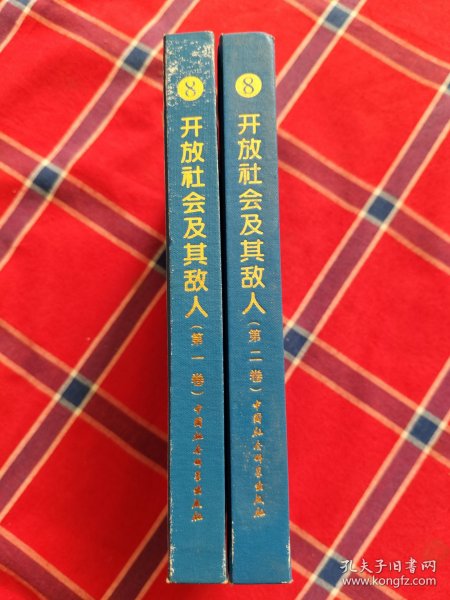 8
开放社会及其敌人
（第一卷）
中国社会科学出版社
8
开放社会及其敌人
（第二卷）
中国社会科学出版社
孔夫子旧书网
www.kongfz.com